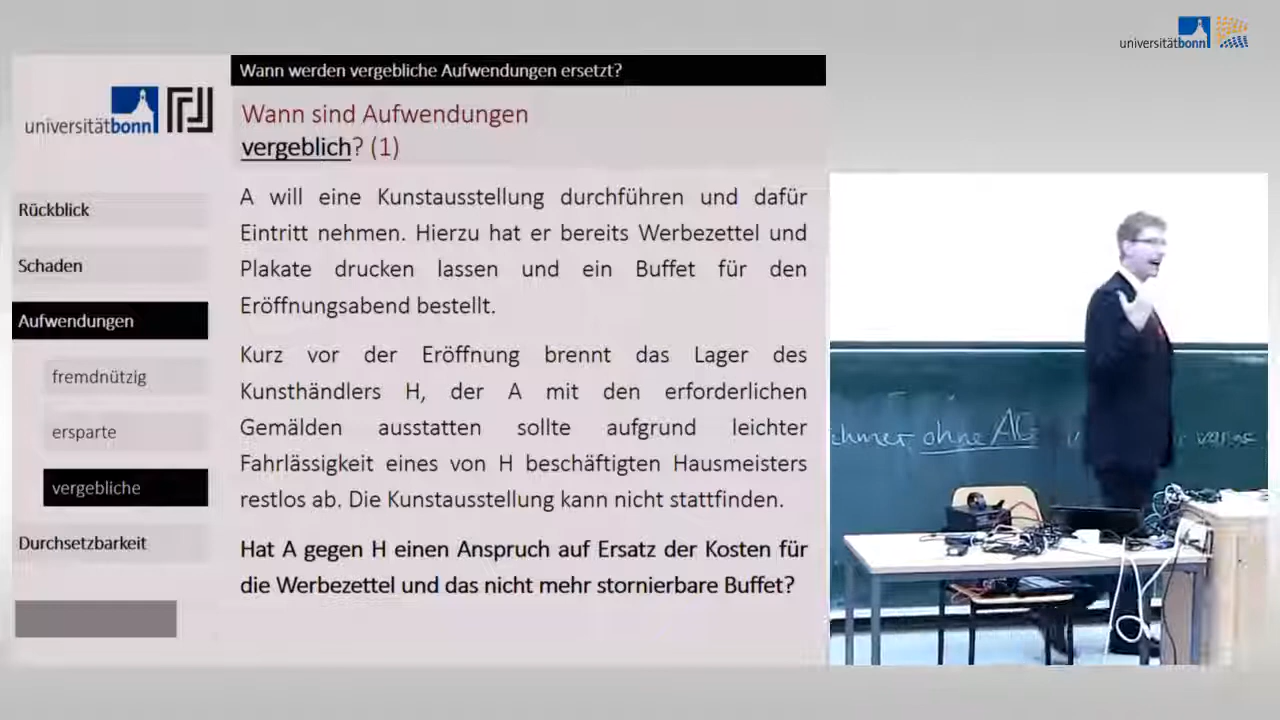 universitätbonn
Wann werden vergebliche Aufwendungen ersetzt?
universitätbonn
Wann sind Aufwendungen
vergeblich? (1)
Rückblick
Schaden
Aufwendungen
fremdnützig
ersparte
vergebliche
Durchsetzbarkeit
A will eine Kunstausstellung durchführen und dafür
Eintritt nehmen. Hierzu hat er bereits Werbezettel und
Plakate drucken lassen und ein Buffet für den
Eröffnungsabend bestellt.
Kurz vor der Eröffnung brennt das Lager des
Kunsthändlers H, der A mit den erforderlichen
Gemälden ausstatten sollte aufgrund leichter
Fahrlässigkeit eines von H beschäftigten Hausmeisters
restlos ab. Die Kunstausstellung kann nicht stattfinden.
Hat A gegen H einen Anspruch auf Ersatz der Kosten für
die Werbezettel und das nicht mehr stornierbare Buffet?
ohne